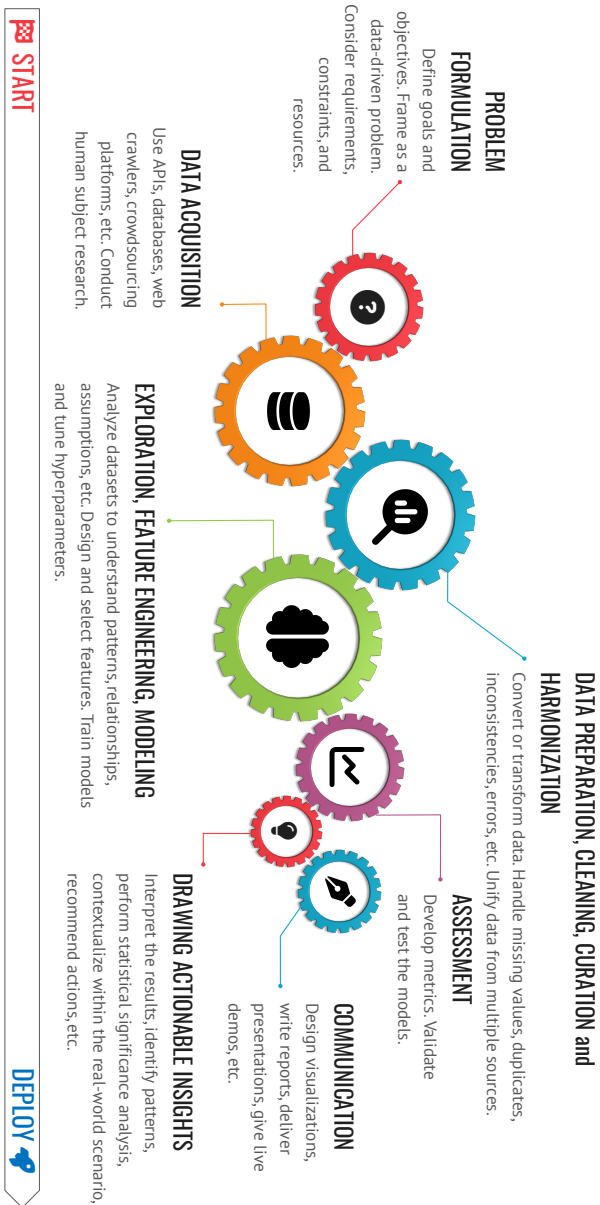 PROBLEM
FORMULATION
Define goals and
objectives. Frame as a
data-driven problem.
Consider requirements,
constraints, and
resources.
DATA ACQUISITION
Use APIs, databases, web
crawlers, crowdsourcing
platforms, etc. Conduct
human subject research.
DATA PREPARATION, CLEANING, CURATION and
HARMONIZATION
Convert or transform data. Handle missing values, duplicates,
inconsistencies, errors, etc. Unify data from multiple sources.
EXPLORATION, FEATURE ENGINEERING, MODELING
Analyze datasets to understand patterns, relationships,
assumptions, etc. Design and select features. Train models
and tune hyperparameters.
ASSESSMENT
Develop metrics. Validate
and test the models.
DRAWING ACTIONABLE INSIGHTS
Interpret the results, identify patterns,
perform statistical significance analysis,
contextualize within the real-world scenario,
recommend actions, etc.
COMMUNICATION
Design visualizations,
write reports, deliver
presentations, give live
demos, etc.
START
DEPLOY